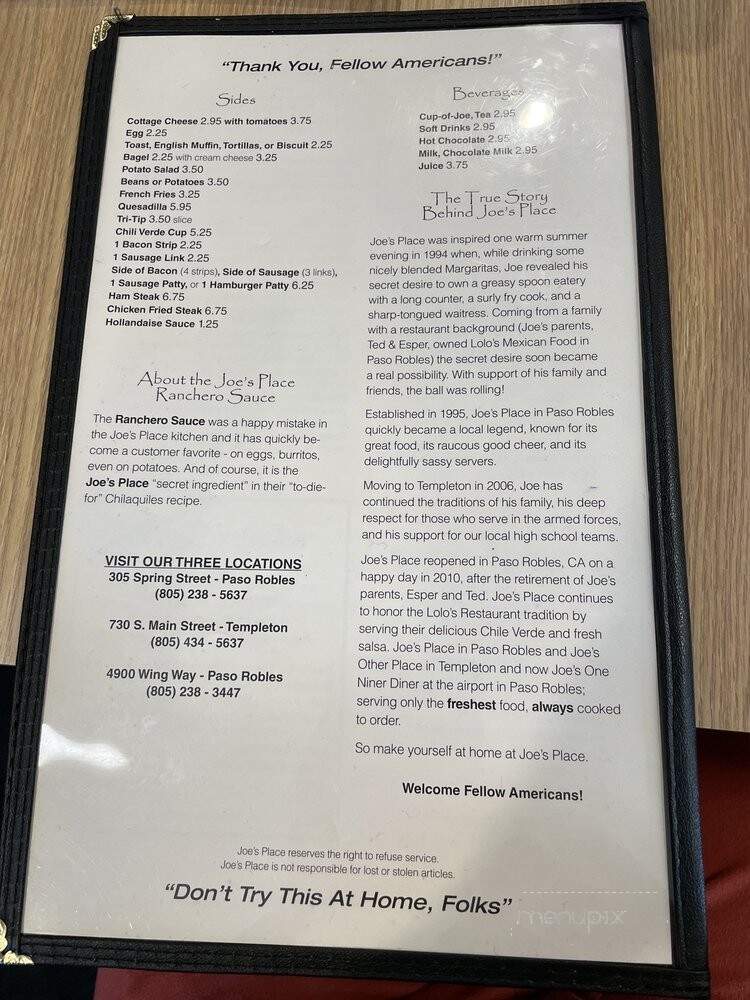 “Thank You, Fellow Americans!”
Sides
Cottage Cheese 2.95 with tomatoes 3.75
Egg 2.25
Toast, English Muffin, Tortillas, or Biscuit 2.25
Bagel 2.25 with cream cheese 3.25
Potato Salad 3.50
Beans or Potatoes 3.50
French Fries 3.25
Quesadilla 5.95
Tri-Tip 3.50 slice
Chili Verde Cup 5.25
1 Bacon Strip 2.25
1 Sausage Link 2.25
Side of Bacon (4 strips), Side of Sausage (3 links),
1 Sausage Patty, or 1 Hamburger Patty 6.25
Ham Steak 6.75
Chicken Fried Steak 6.75
Hollandaise Sauce 1.25
About the Joe's Place
Ranchero Sauce
The Ranchero Sauce was a happy mistake in
the Joe's Place kitchen and it has quickly be-
come a customer favorite - on eggs, burritos,
even on potatoes. And of course, it is the
Joe's Place “secret ingredient” in their “to-die-
for” Chilaquiles recipe.
VISIT OUR THREE LOCATIONS
305 Spring Street - Paso Robles
(805) 238 - 5637
730 S. Main Street - Templeton
(805) 434 - 5637
4900 Wing Way - Paso Robles
(805) 238 - 3447
Beverages
Cup-of-Joe, Tea 2.95
Soft Drinks 2.95
Hot Chocolate 2.95
Milk, Chocolate Milk 2.95
Juice 3.75
The True Story
Behind Joe's Place
Joe's Place was inspired one warm summer
evening in 1994 when, while drinking some
nicely blended Margaritas, Joe revealed his
secret desire to own a greasy spoon eatery
with a long counter, a surly fry cook, and a
sharp-tongued waitress. Coming from a family
with a restaurant background (Joe's parents,
Ted & Esper, owned Lolo's Mexican Food in
Paso Robles) the secret desire soon became
a real possibility. With support of his family and
friends, the ball was rolling!
Established in 1995, Joe's Place in Paso Robles
quickly became a local legend, known for its
great food, its raucous good cheer, and its
delightfully sassy servers.
Moving to Templeton in 2006, Joe has
continued the traditions of his family, his deep
respect for those who serve in the armed forces,
and his support for our local high school teams.
Joe's Place reopened in Paso Robles, CA on a
happy day in 2010, after the retirement of Joe's
parents, Esper and Ted. Joe's Place continues
to honor the Lolo's Restaurant tradition by
serving their delicious Chile Verde and fresh
salsa. Joe's Place in Paso Robles and Joe's
Other Place in Templeton and now Joe's One
Niner Diner at the airport in Paso Robles;
serving only the freshest food, always cooked
to order.
So make yourself at home at Joe's Place.
Welcome Fellow Americans!
Joe's Place reserves the right to refuse service.
Joe's Place is not responsible for lost or stolen articles.
“Don't Try This At Home, Folks”
menupix